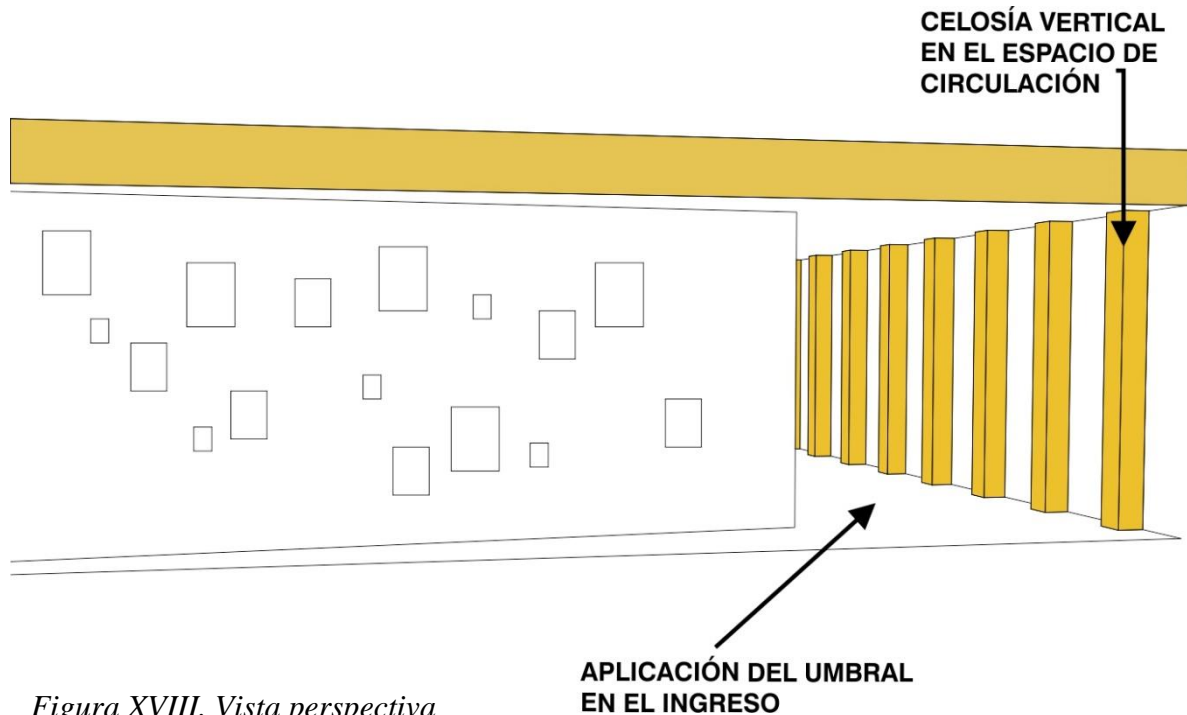 CELOSÍA VERTICAL
EN EL ESPACIO DE
CIRCULACIÓN
APLICACIÓN DEL UMBRAL
EN EL INGRESO
Figura XVIII. Vista perspectiva